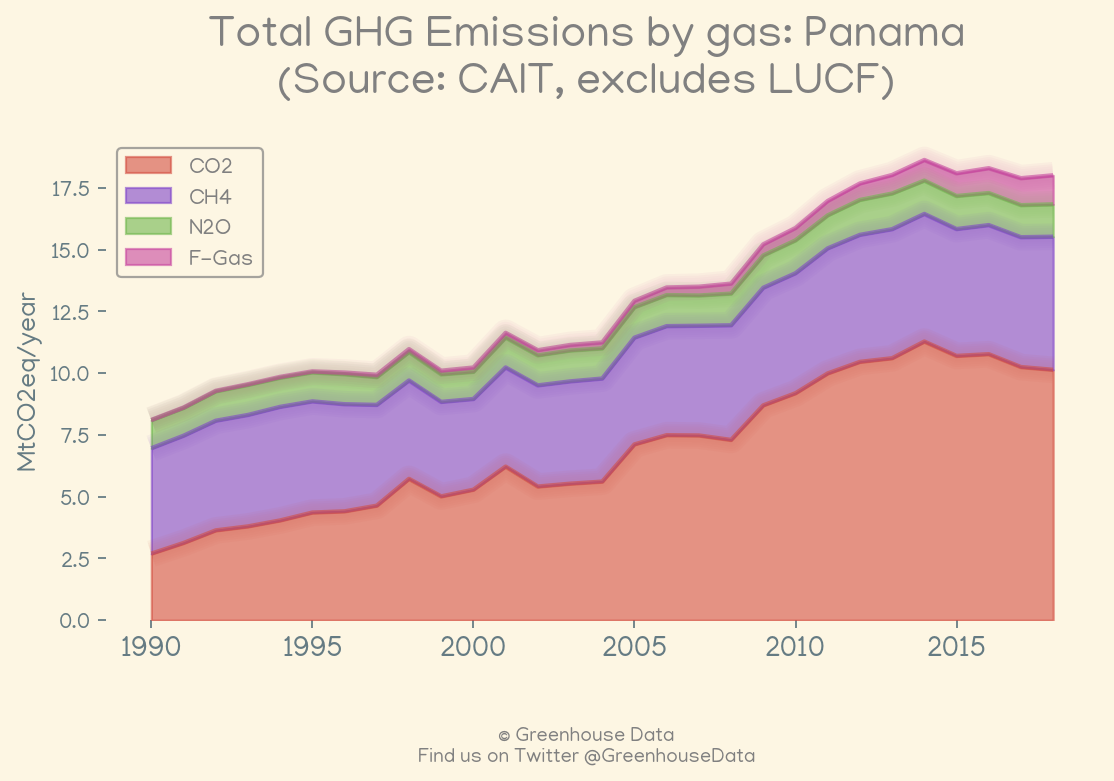 Total GHG Emissions by gas: Panama
(Source: CAIT, excludes LUCF)
CO2
CH4
N2O
F-Gas
MtCO2eq/year
17.5
15.0
12.5
10.0
7.5
5.0
2.5
0.0
1990 1995 2000 2005 2010 2015
© Greenhouse Data
Find us on Twitter @GreenhouseData